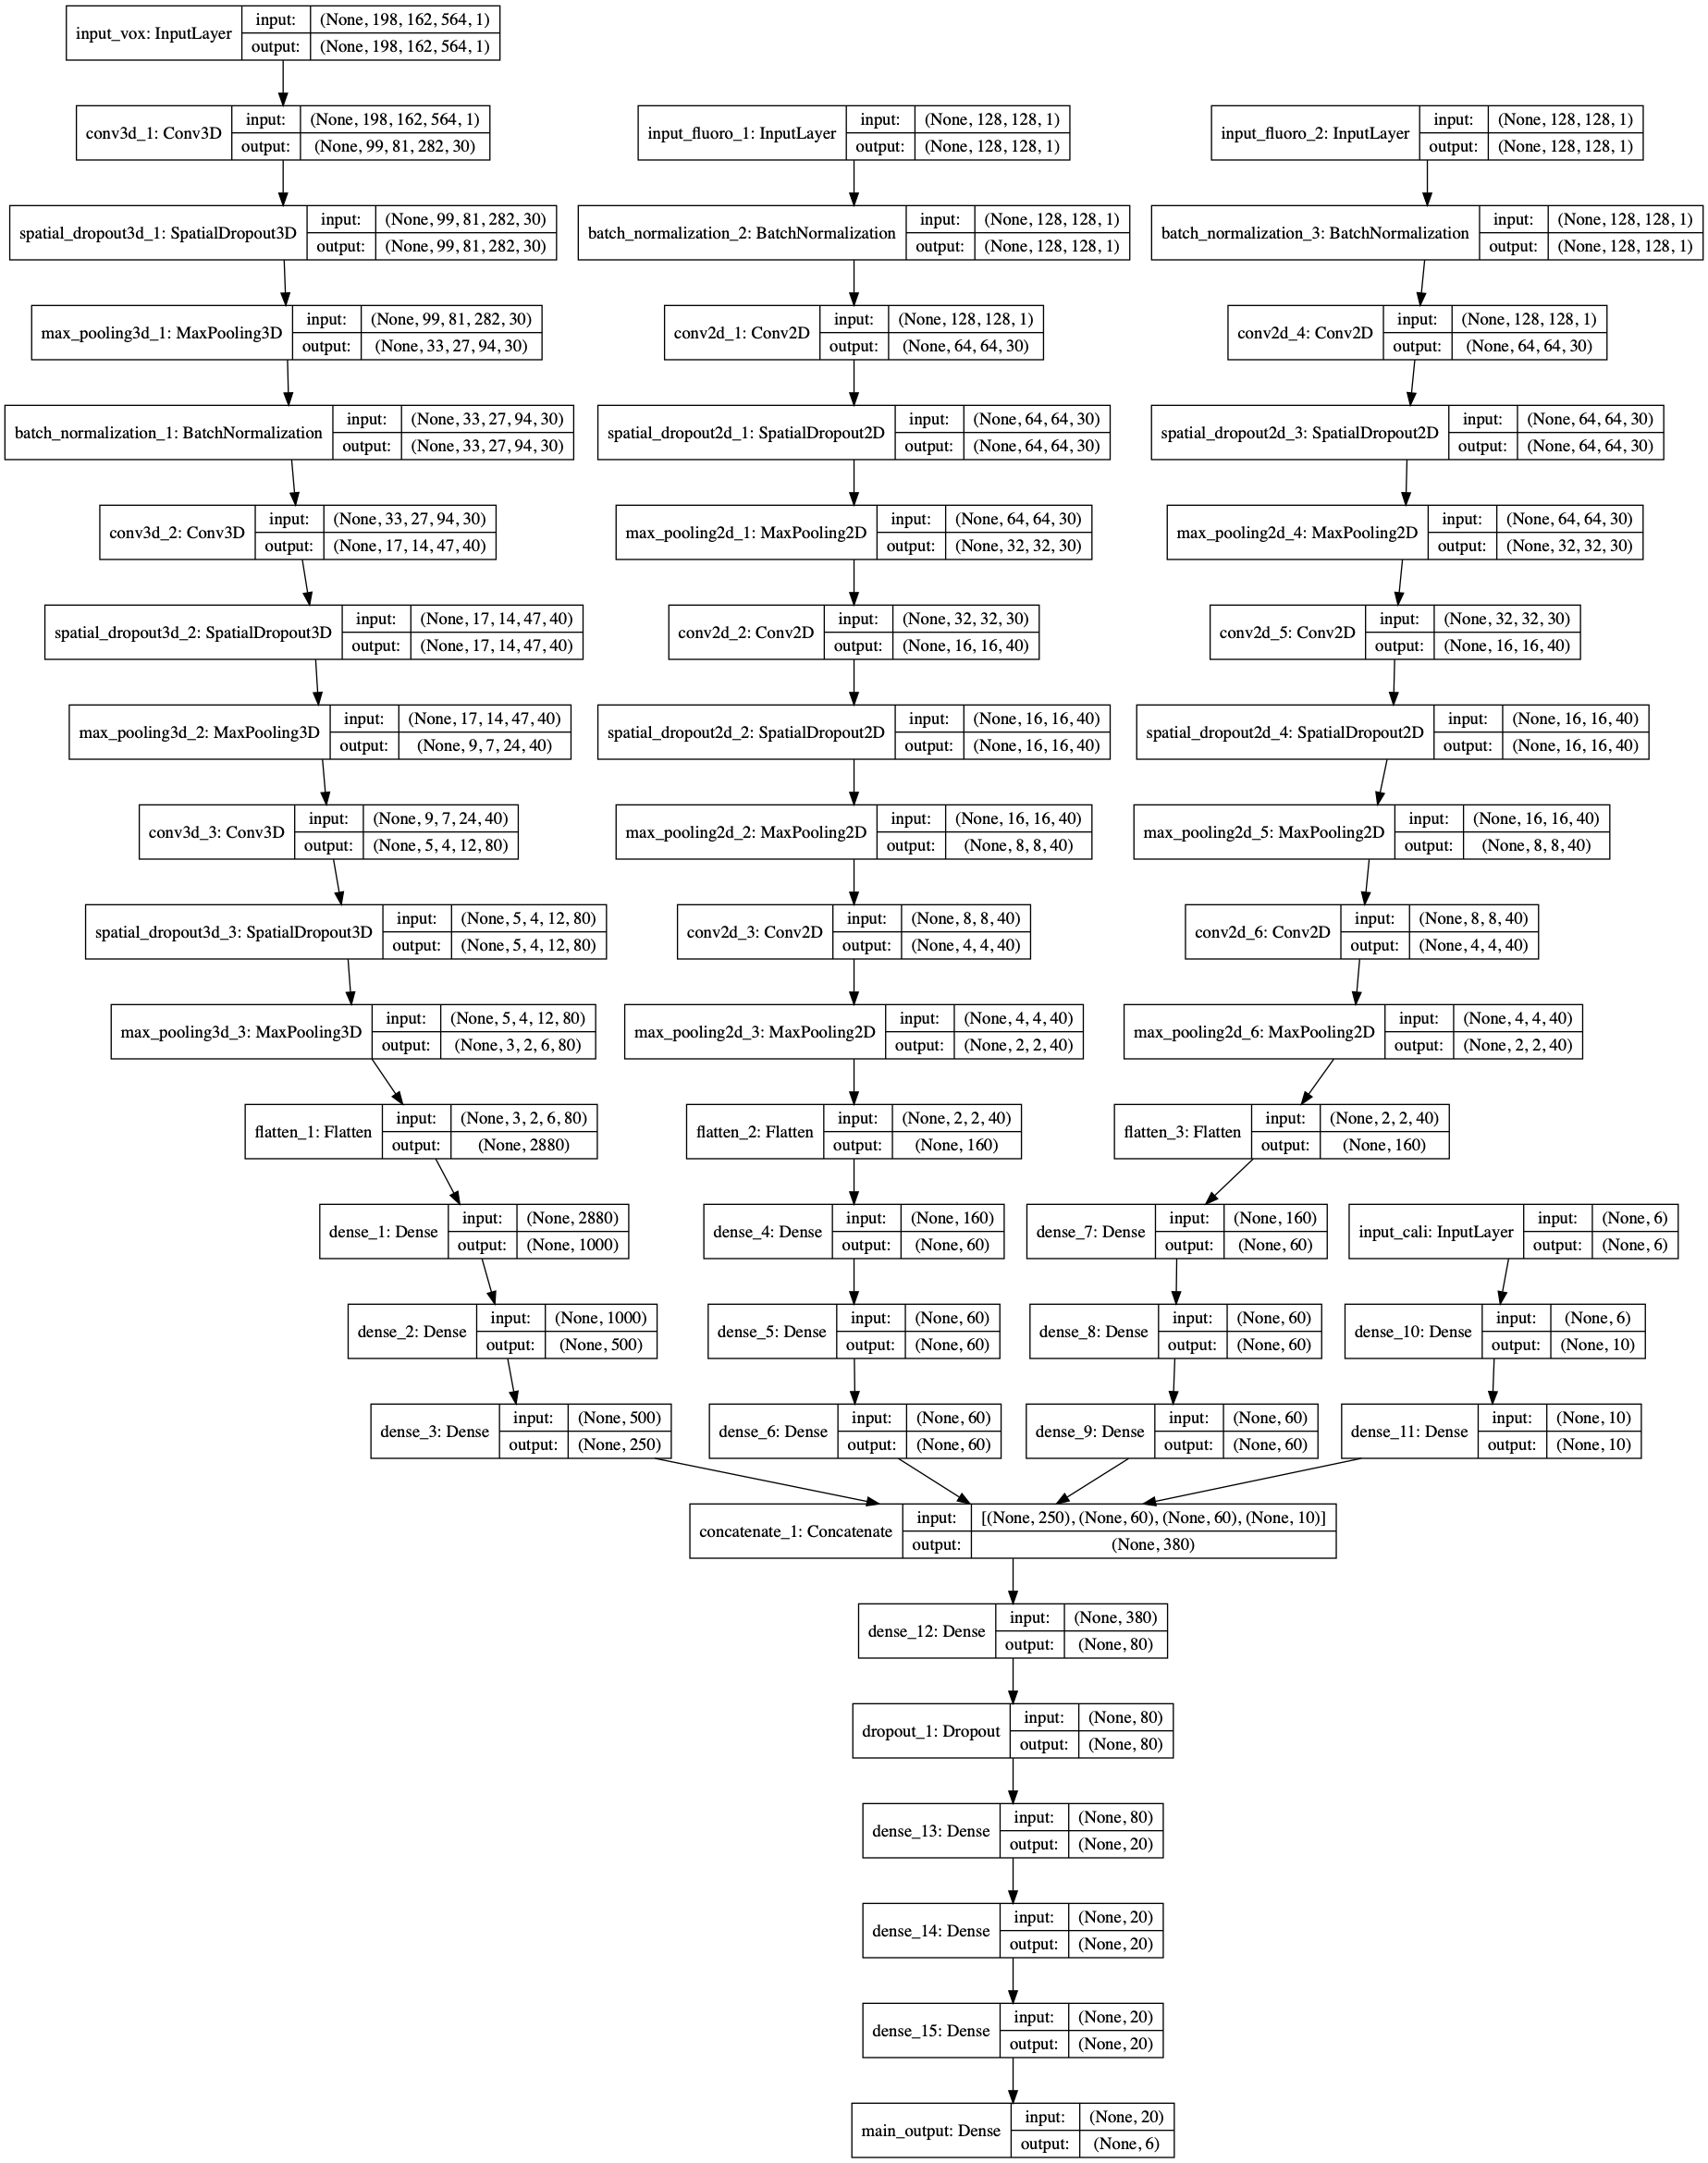 input_vox: InputLayer
input: (None, 198, 162, 564, 1)
output: (None, 198, 162, 564, 1)
conv3d_1: Conv3D
input: (None, 198, 162, 564, 1)
output: (None, 99, 81, 282, 30)
input_fluoro_1: InputLayer
input: (None, 128, 128, 1)
output: (None, 128, 128, 1)
input_fluoro_2: InputLayer
input: (None, 128, 128, 1)
output: (None, 128, 128, 1)
spatial_dropout3d_1: SpatialDropout3D
input: (None, 99, 81, 282, 30)
output: (None, 99, 81, 282, 30)
batch_normalization_2: BatchNormalization
input: (None, 128, 128, 1)
output: (None, 128, 128, 1)
batch_normalization_3: BatchNormalization
input: (None, 128, 128, 1)
output: (None, 128, 128, 1)
max_pooling3d_1: MaxPooling3D
input: (None, 99, 81, 282, 30)
output: (None, 33, 27, 94, 30)
conv2d_1: Conv2D
input: (None, 128, 128, 1)
output: (None, 64, 64, 30)
conv2d_4: Conv2D
input: (None, 128, 128, 1)
output: (None, 64, 64, 30)
batch_normalization_1: BatchNormalization
input: (None, 33, 27, 94, 30)
output: (None, 33, 27, 94, 30)
spatial_dropout2d_1: SpatialDropout2D
input: (None, 64, 64, 30)
output: (None, 64, 64, 30)
spatial_dropout2d_3: SpatialDropout2D
input: (None, 64, 64, 30)
output: (None, 64, 64, 30)
conv3d_2: Conv3D
input: (None, 33, 27, 94, 30)
output: (None, 17, 14, 47, 40)
max_pooling2d_1: MaxPooling2D
input: (None, 64, 64, 30)
output: (None, 32, 32, 30)
max_pooling2d_4: MaxPooling2D
input: (None, 64, 64, 30)
output: (None, 32, 32, 30)
spatial_dropout3d_2: SpatialDropout3D
input: (None, 17, 14, 47, 40)
output: (None, 17, 14, 47, 40)
conv2d_2: Conv2D
input: (None, 32, 32, 30)
output: (None, 16, 16, 40)
conv2d_5: Conv2D
input: (None, 32, 32, 30)
output: (None, 16, 16, 40)
max_pooling3d_2: MaxPooling3D
input: (None, 17, 14, 47, 40)
output: (None, 9, 7, 24, 40)
spatial_dropout2d_2: SpatialDropout2D
input: (None, 16, 16, 40)
output: (None, 16, 16, 40)
spatial_dropout2d_4: SpatialDropout2D
input: (None, 16, 16, 40)
output: (None, 16, 16, 40)
conv3d_3: Conv3D
input: (None, 9, 7, 24, 40)
output: (None, 5, 4, 12, 80)
max_pooling2d_2: MaxPooling2D
input: (None, 16, 16, 40)
output: (None, 8, 8, 40)
max_pooling2d_5: MaxPooling2D
input: (None, 16, 16, 40)
output: (None, 8, 8, 40)
spatial_dropout3d_3: SpatialDropout3D
input: (None, 5, 4, 12, 80)
output: (None, 5, 4, 12, 80)
conv2d_3: Conv2D
input: (None, 8, 8, 40)
output: (None, 4, 4, 40)
conv2d_6: Conv2D
input: (None, 8, 8, 40)
output: (None, 4, 4, 40)
max_pooling3d_3: MaxPooling3D
input: (None, 5, 4, 12, 80)
output: (None, 3, 2, 6, 80)
max_pooling2d_3: MaxPooling2D
input: (None, 4, 4, 40)
output: (None, 2, 2, 40)
max_pooling2d_6: MaxPooling2D
input: (None, 4, 4, 40)
output: (None, 2, 2, 40)
flatten_1: Flatten
input: (None, 3, 2, 6, 80)
output: (None, 2880)
flatten_2: Flatten
input: (None, 2, 2, 40)
output: (None, 160)
flatten_3: Flatten
input: (None, 2, 2, 40)
output: (None, 160)
dense_1: Dense
input: (None, 2880)
output: (None, 1000)
dense_4: Dense
input: (None, 160)
output: (None, 60)
dense_7: Dense
input: (None, 160)
output: (None, 60)
input_cali: InputLayer
input: (None, 6)
output: (None, 6)
dense_2: Dense
input: (None, 1000)
output: (None, 500)
dense_5: Dense
input: (None, 60)
output: (None, 60)
dense_8: Dense
input: (None, 60)
output: (None, 60)
dense_10: Dense
input: (None, 6)
output: (None, 10)
dense_3: Dense
input: (None, 500)
output: (None, 250)
dense_6: Dense
input: (None, 60)
output: (None, 60)
dense_9: Dense
input: (None, 60)
output: (None, 60)
dense_11: Dense
input: (None, 10)
output: (None, 10)
concatenate_1: Concatenate
input: [(None, 250), (None, 60), (None, 60), (None, 10)]
output: (None, 380)
dense_12: Dense
input: (None, 380)
output: (None, 80)
dropout_1: Dropout
input: (None, 80)
output: (None, 80)
dense_13: Dense
input: (None, 80)
output: (None, 20)
dense_14: Dense
input: (None, 20)
output: (None, 20)
dense_15: Dense
input: (None, 20)
output: (None, 20)
main_output: Dense
input: (None, 20)
output: (None, 6)